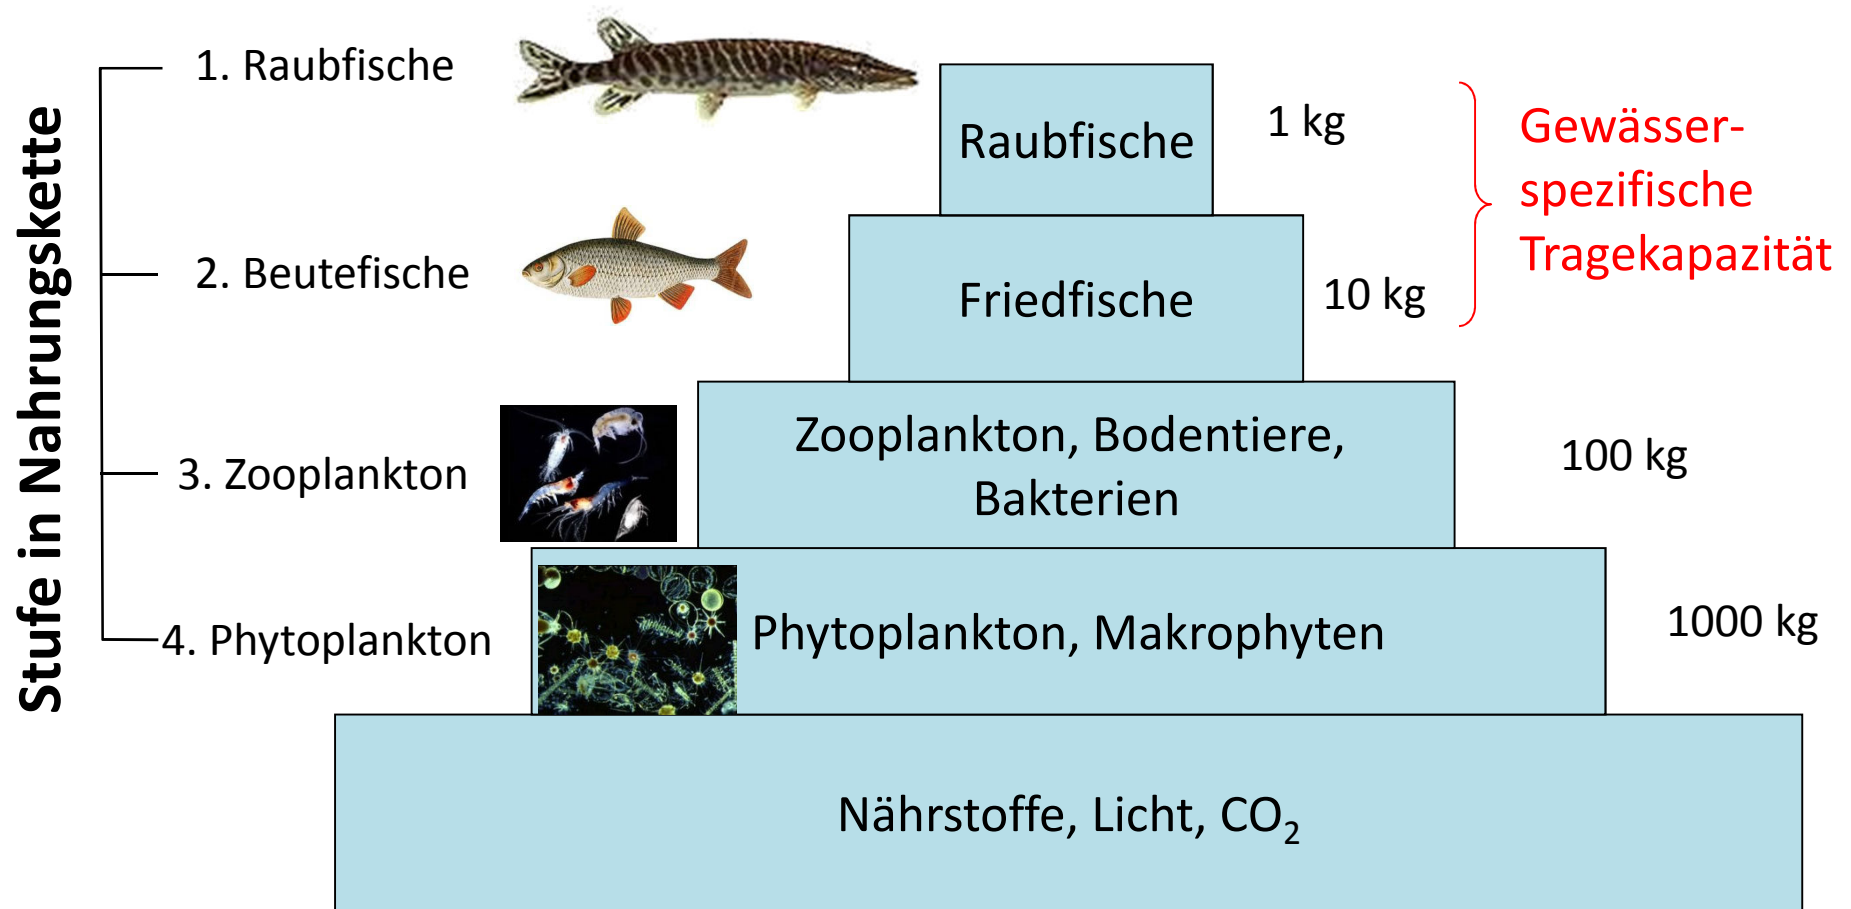 Stufe in Nahrungskette
1. Raubfische
2. Beutefische
3. Zooplankton
4. Phytoplankton
Raubfische
1 kg
Friedfische
10 kg
Gewässer-
spezifische
Tragekapazität
Zooplankton, Bodentiere,
Bakterien
100 kg
Phytoplankton, Makrophyten
1000 kg
Nährstoffe, Licht, CO₂